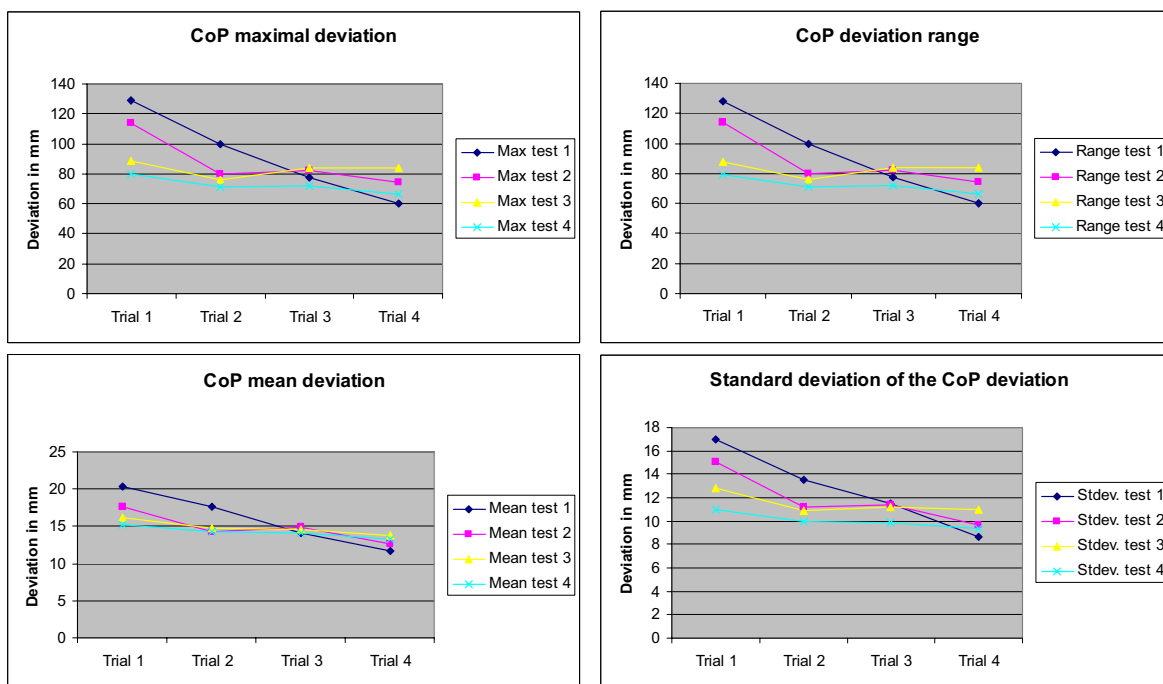 CoP maximal deviation
Deviation in mm
140
120
100
80
60
40
20
0
Trial 1 Trial 2 Trial 3 Trial 4
Max test 1
Max test 2
Max test 3
Max test 4
CoP deviation range
Deviation in mm
140
120
100
80
60
40
20
0
Trial 1 Trial 2 Trial 3 Trial 4
Range test 1
Range test 2
Range test 3
Range test 4
CoP mean deviation
Deviation in mm
25
20
15
10
5
0
Trial 1 Trial 2 Trial 3 Trial 4
Mean test 1
Mean test 2
Mean test 3
Mean test 4
Standard deviation of the CoP deviation
Deviation in mm
18
16
14
12
10
8
6
4
2
0
Trial 1 Trial 2 Trial 3 Trial 4
Stdev. test 1
Stdev. test 2
Stdev. test 3
Stdev. test 4